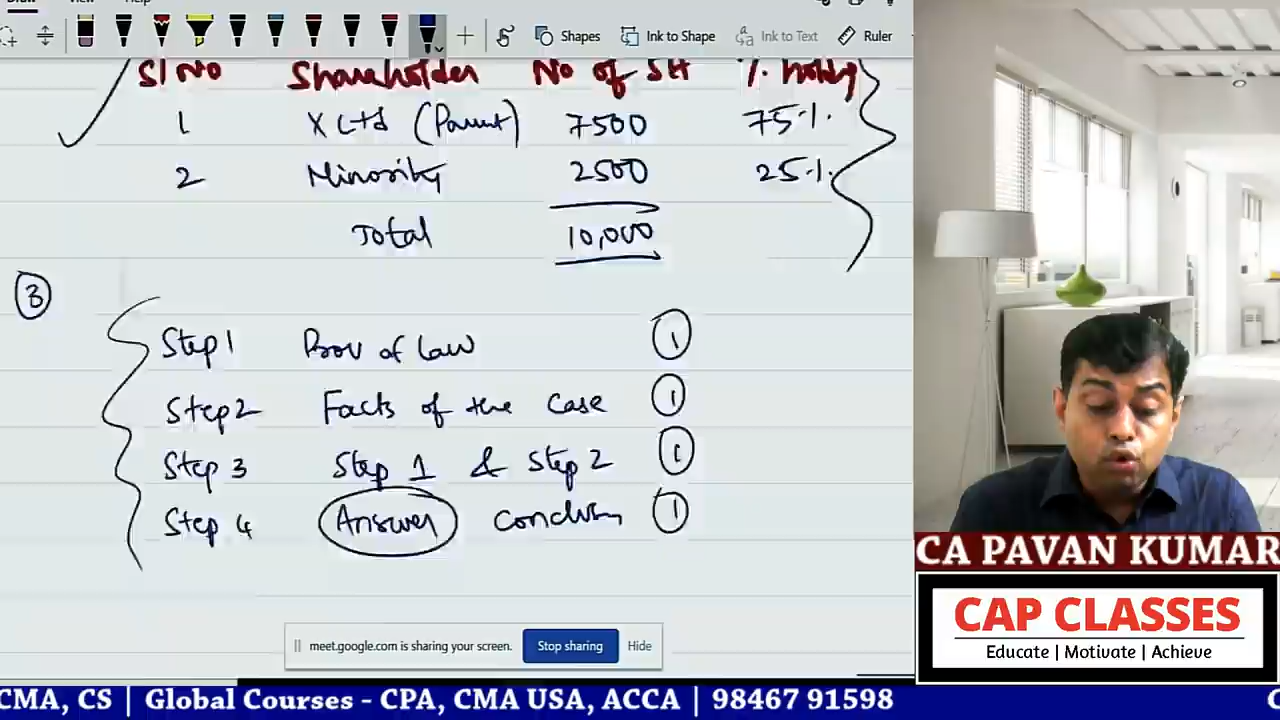 Draw View
Shapes Ink to Shape Ink to Text Ruler
Sl No Shareholder No of SH % holdg
1 X Ltd (Parent) 7500 75%
2 Minority 2500 25%
Total 10,000
3
Step 1 Prov of law 1
Step 2 Facts of the case 1
Step 3 Step 1 & Step 2 1
Step 4 Answer 1
meet.google.com is sharing your screen. Stop sharing Hide
CA PAVAN KUMAR
CAP CLASSES
Educate | Motivate | Achieve
CMA, CS | Global Courses - CPA, CMA USA, ACCA | 98467 91598